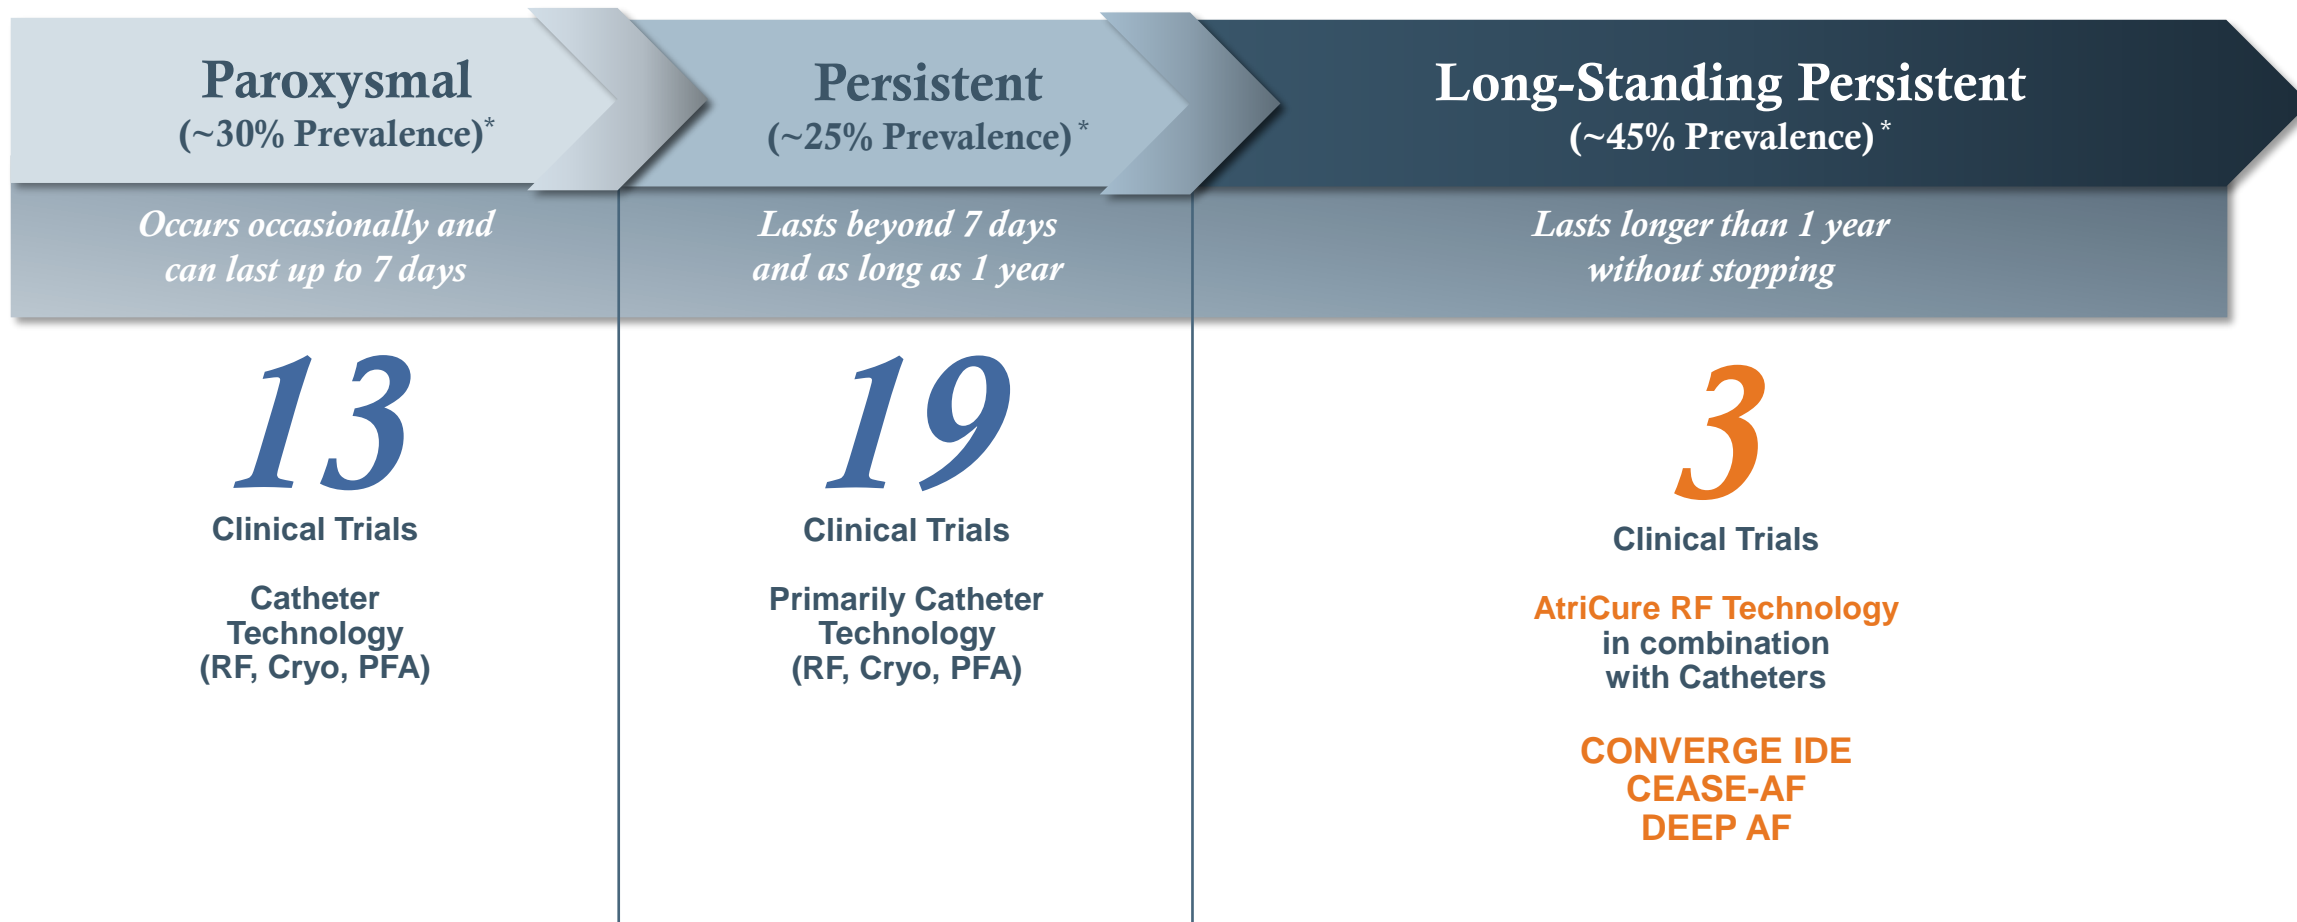 Paroxysmal
(~30% Prevalence)*
Occurs occasionally and
can last up to 7 days
13
Clinical Trials
Catheter
Technology
(RF, Cryo, PFA)
Persistent
(~25% Prevalence) *
Lasts beyond 7 days
and as long as 1 year
19
Clinical Trials
Primarily Catheter
Technology
(RF, Cryo, PFA)
Long-Standing Persistent
(~45% Prevalence) *
Lasts longer than 1 year
without stopping
3
Clinical Trials
AtriCure RF Technology
in combination
with Catheters
CONVERGE IDE
CEASE-AF
DEEP AF